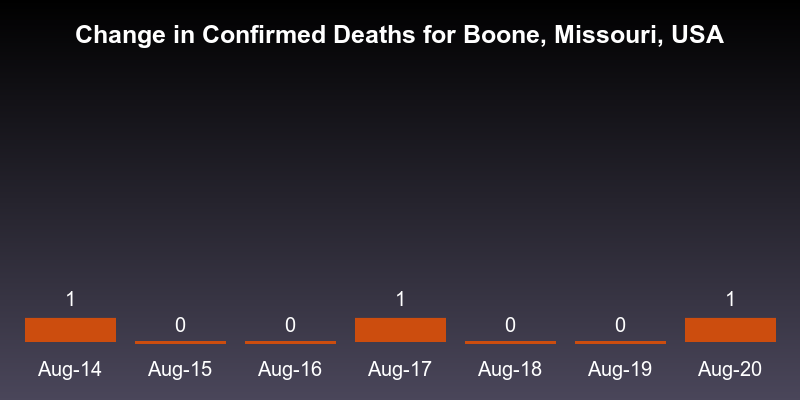 Change in Confirmed Deaths for Boone, Missouri, USA
1 0 0 1 0 0 1
Aug-14 Aug-15 Aug-16 Aug-17 Aug-18 Aug-19 Aug-20